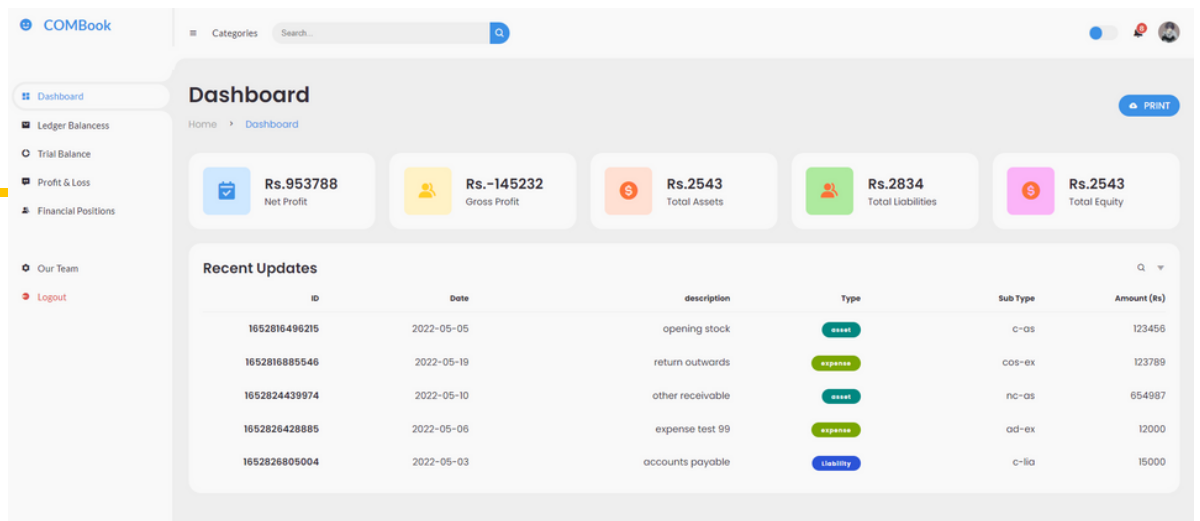 COMBook
Categories Search...
8
Dashboard
Ledger Balancess
Trial Balance
Profit & Loss
Financial Positions
Our Team
Logout
Dashboard
Home > Dashboard
PRINT
Rs.953788
Net Profit
Rs.-145232
Gross Profit
Rs.2543
Total Assets
Rs.2834
Total Liabilities
Rs.2543
Total Equity
Recent Updates
ID Date description Type Sub Type Amount (Rs)
1652816496215 2022-05-05 opening stock asset c-as 123456
1652816885546 2022-05-19 return outwards expense cos-ex 123789
1652824439974 2022-05-10 other receivable asset nc-as 654987
1652826428885 2022-05-06 expense test 99 expense ad-ex 12000
1652826805004 2022-05-03 accounts payable Liability c-lia 15000